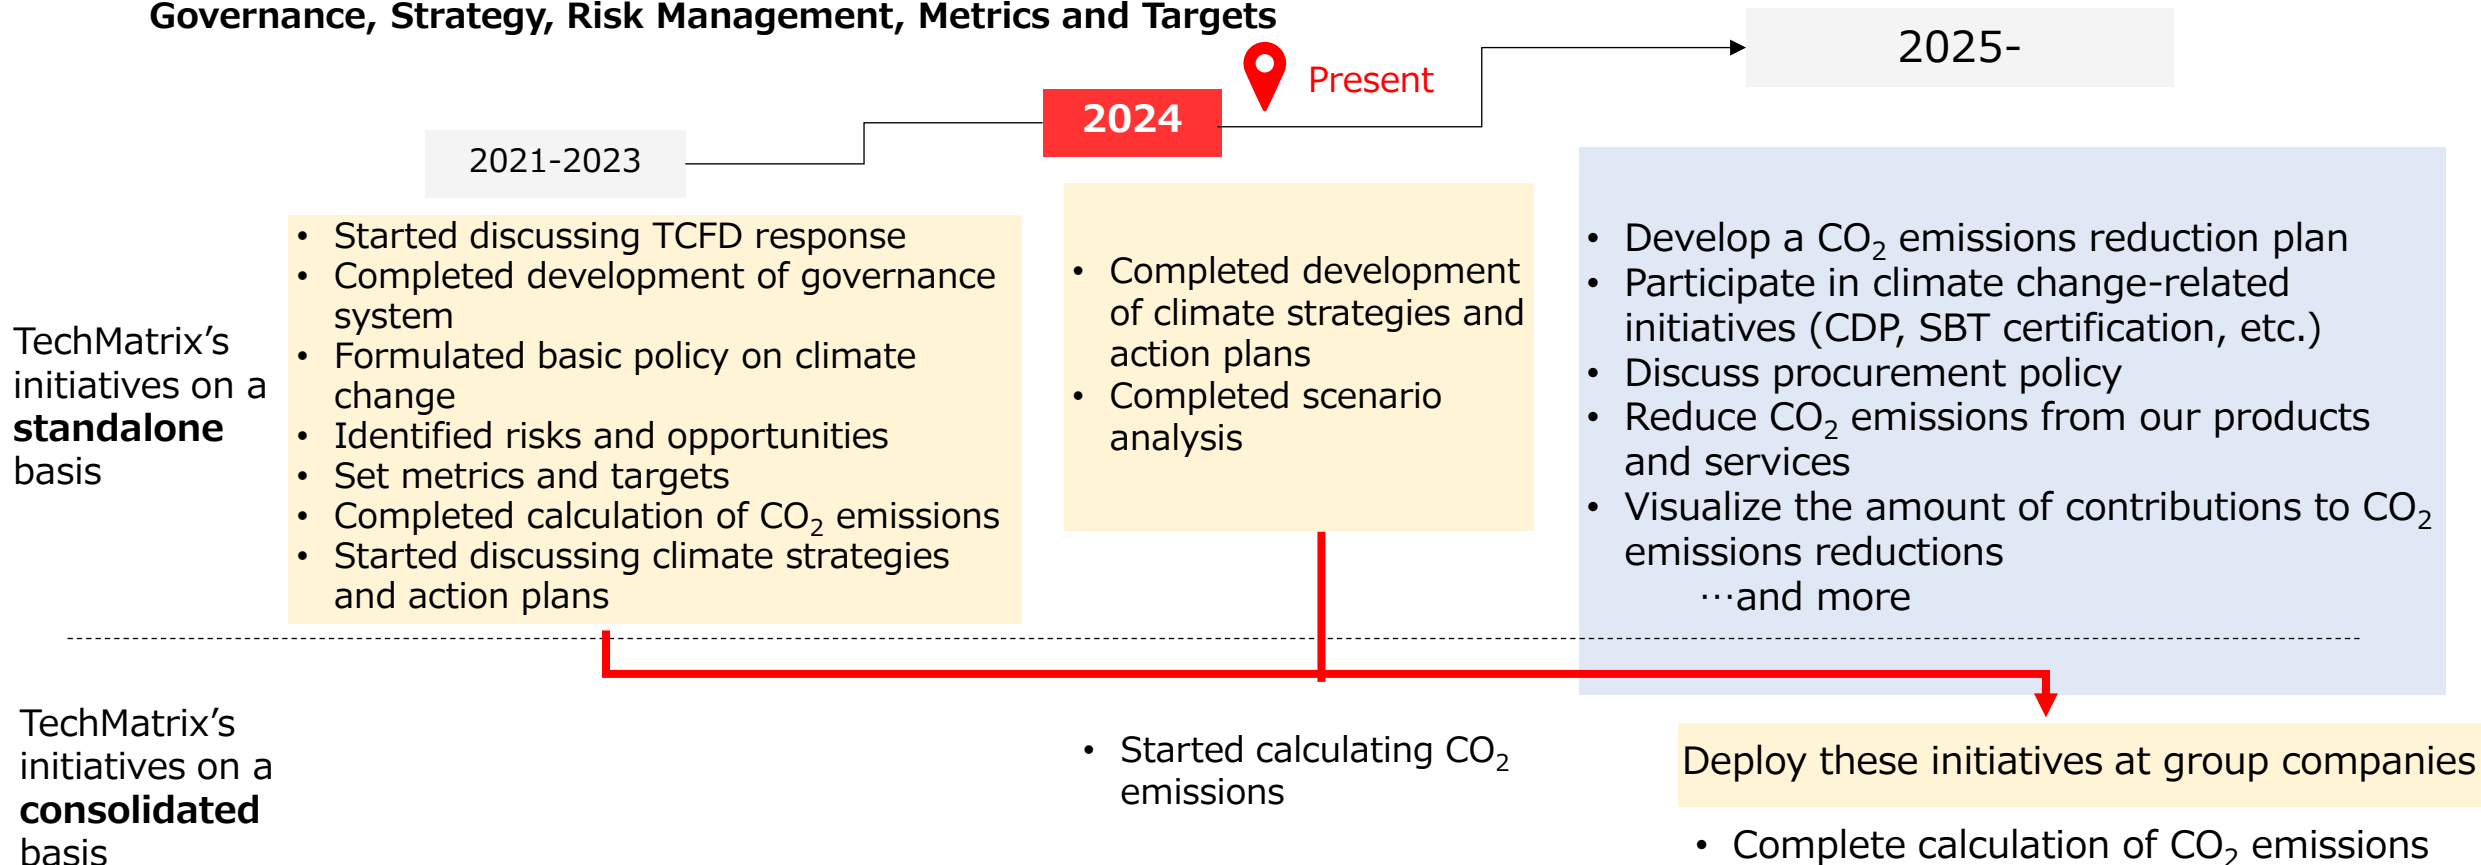 Governance, Strategy, Risk Management, Metrics and Targets
2025-
Present
2024
2021-2023
TechMatrix’s
initiatives on a
standalone
basis
• Started discussing TCFD response
• Completed development of governance
system
• Formulated basic policy on climate
change
• Identified risks and opportunities
• Set metrics and targets
• Completed calculation of CO₂ emissions
• Started discussing climate strategies
and action plans
• Completed development
of climate strategies and
action plans
• Completed scenario
analysis
• Develop a CO₂ emissions reduction plan
• Participate in climate change-related
initiatives (CDP, SBT certification, etc.)
• Discuss procurement policy
• Reduce CO₂ emissions from our products
and services
• Visualize the amount of contributions to CO₂
emissions reductions
…and more
TechMatrix’s
initiatives on a
consolidated
basis
• Started calculating CO₂
emissions
Deploy these initiatives at group companies
• Complete calculation of CO₂ emissions